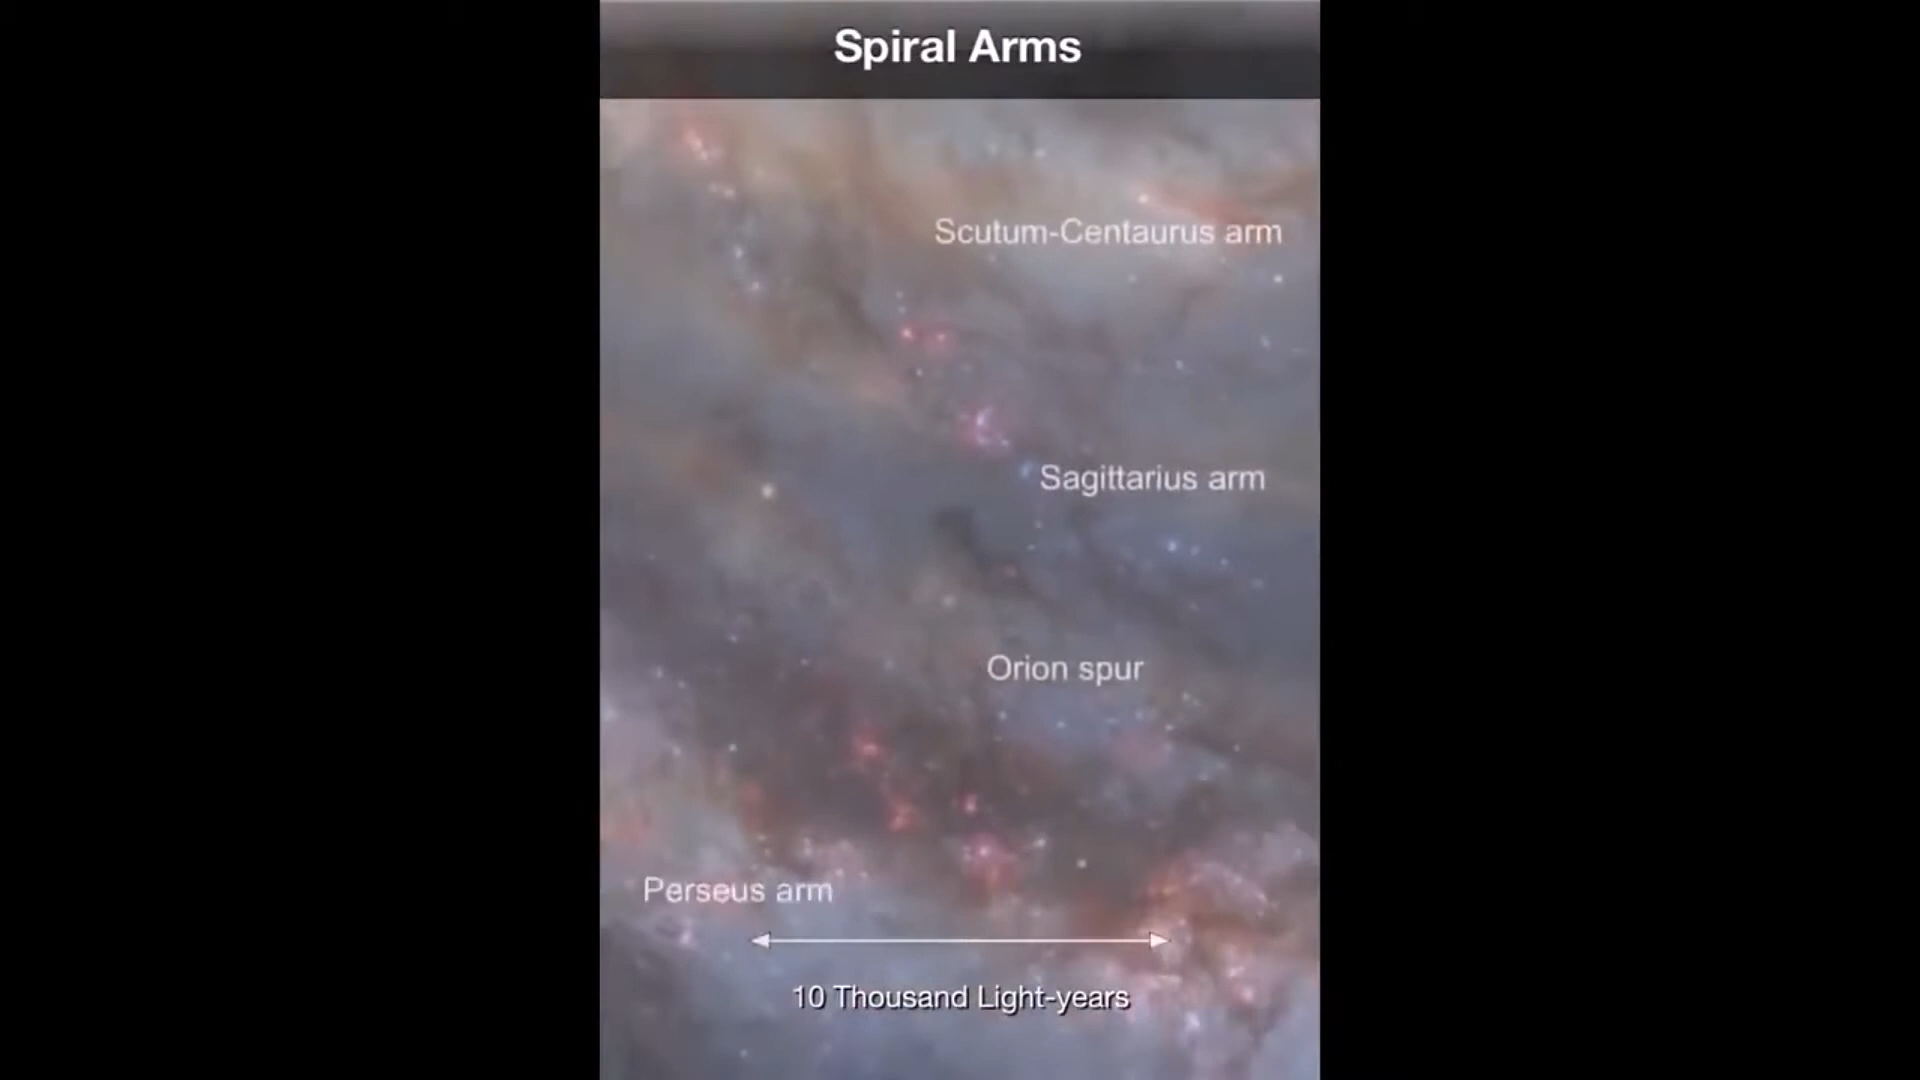 Spiral Arms
Scutum-Centaurus arm
Sagittarius arm
Orion spur
Perseus arm
10 Thousand Light-years